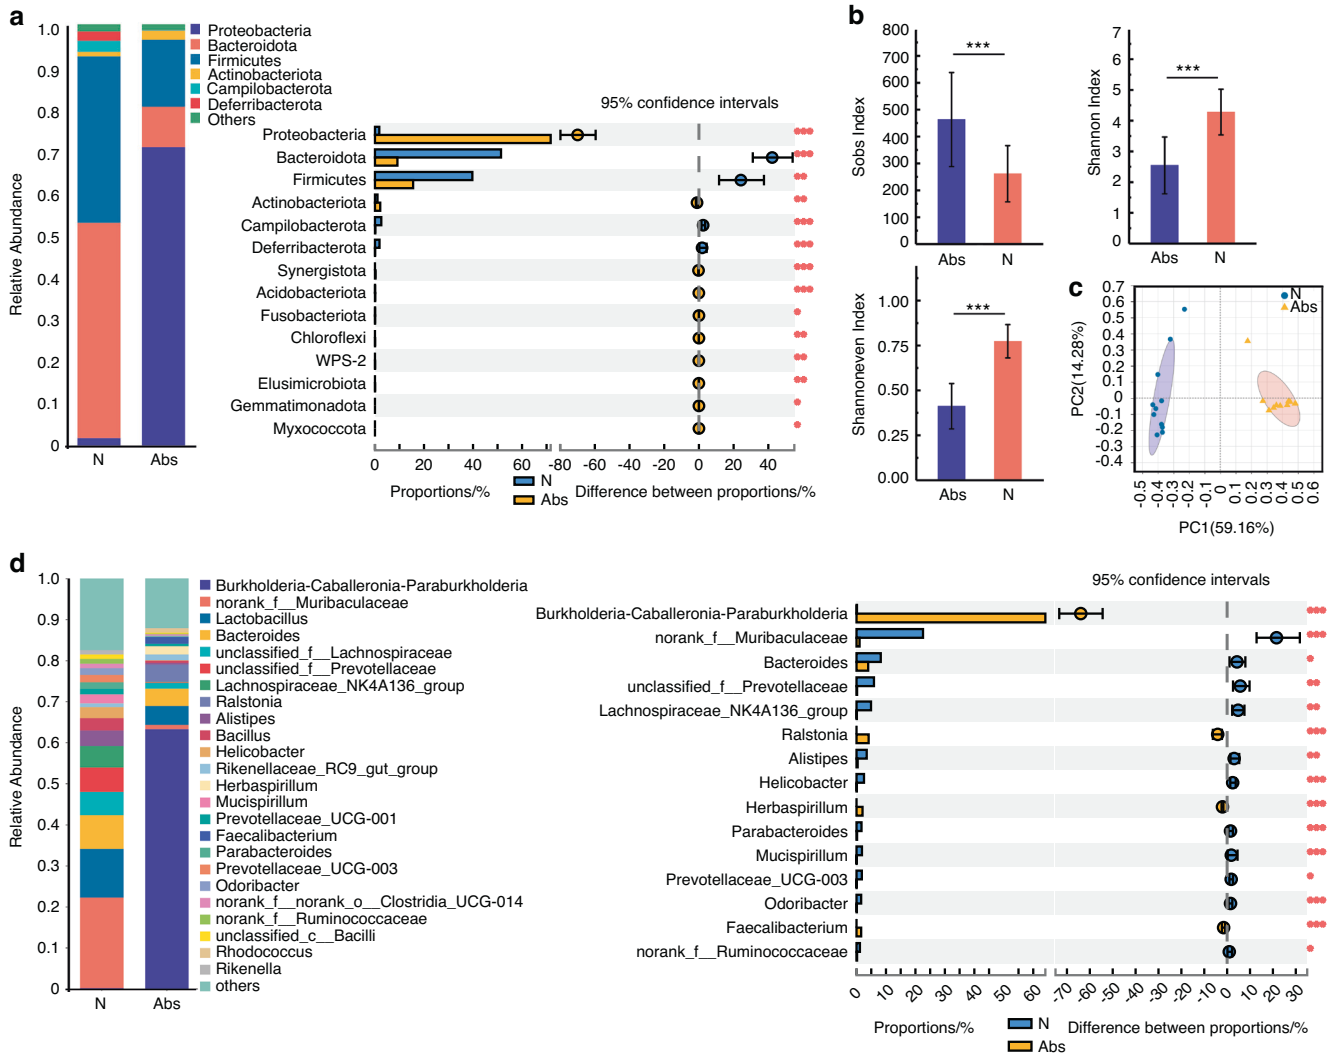 a
1.0
0.9
0.8
0.7
0.6
0.5
0.4
0.3
0.2
0.1
0
Relative Abundance
N
Abs
Proteobacteria
Bacteroidota
Firmicutes
Actinobacteriota
Campilobacterota
Deferribacterota
Others
95% confidence intervals
Proteobacteria
Bacteroidota
Firmicutes
Actinobacteriota
Campilobacterota
Deferribacterota
Synergistota
Acidobacteriota
Fusobacteriota
Chloroflexi
WPS-2
Elusimicrobiota
Gemmatimonadota
Myxococcota
0 20 40 60 -80 -60 -40 -20 0 20 40
Proportions/%
N
Abs
Difference between proportions/%
b
800
700
600
500
400
300
200
100
0
Sobs Index
***
Abs N
7
6
5
4
3
2
1
0
Shannon Index
***
Abs N
1.00
0.75
0.50
0.25
0.00
Shannoneven Index
***
Abs N
c
0.7
0.6
0.5
0.4
0.3
0.2
0.1
0
-0.1
-0.2
-0.3
-0.4
PC2(14.28%)
N
Abs
-0.5 -0.4 -0.3 -0.2 -0.1 0 0.1 0.2 0.3 0.4 0.5 0.6
PC1(59.16%)
d
1.0
0.9
0.8
0.7
0.6
0.5
0.4
0.3
0.2
0.1
0
Relative Abundance
N
Abs
Burkholderia-Caballeronia-Paraburkholderia
norank_f__Muribaculaceae
Lactobacillus
Bacteroides
unclassified_f__Lachnospiraceae
unclassified_f__Prevotellaceae
Lachnospiraceae_NK4A136_group
Ralstonia
Alistipes
Bacillus
Helicobacter
Rikenellaceae_RC9_gut_group
Herbaspirillum
Mucispirillum
Prevotellaceae_UCG-001
Faecalibacterium
Parabacteroides
Prevotellaceae_UCG-003
Odoribacter
norank_f__norank_o__Clostridia_UCG-014
norank_f__Ruminococcaceae
unclassified_c__Bacilli
Rhodococcus
Rikenella
others
95% confidence intervals
Burkholderia-Caballeronia-Paraburkholderia
norank_f__Muribaculaceae
Bacteroides
unclassified_f__Prevotellaceae
Lachnospiraceae_NK4A136_group
Ralstonia
Alistipes
Helicobacter
Herbaspirillum
Parabacteroides
Mucispirillum
Prevotellaceae_UCG-003
Odoribacter
Faecalibacterium
norank_f__Ruminococcaceae
0 10 20 30 40 50 60 -70 -60 -50 -40 -30 -20 -10 0 10 20 30
Proportions/%
N
Abs
Difference between proportions/%